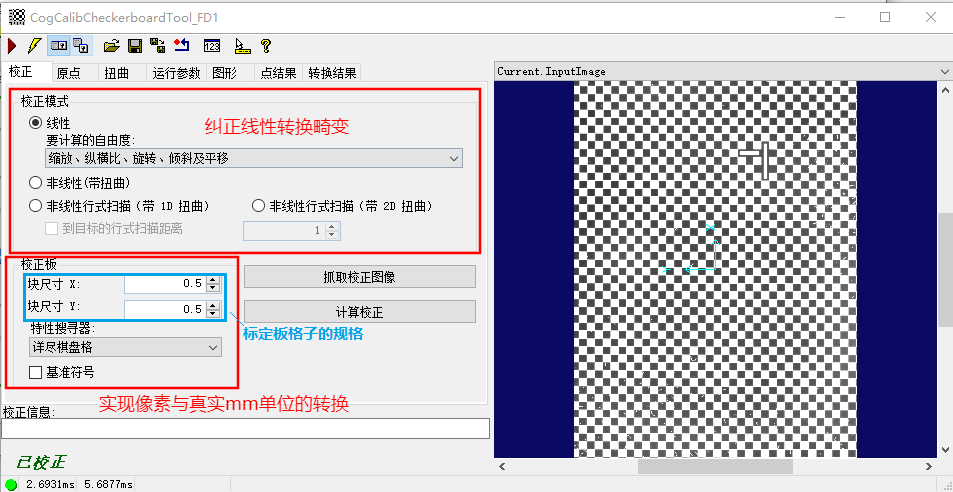 CogCalibCheckerboardTool_FD1
123
校正 原点 扭曲 运行参数 图形 点结果 转换结果
Current.InputImage
校正模式
线性
纠正线性转换畸变
要计算的自由度:
缩放、纵横比、旋转、倾斜及平移
非线性(带扭曲)
非线性行式扫描（带 1D 扭曲） 非线性行式扫描（带 2D 扭曲）
到目标的行式扫描距离 1
校正板
块尺寸 X: 0.5
抓取校正图像
块尺寸 Y: 0.5
计算校正
特性搜寻器:
标定板格子的规格
详尽棋盘格
基准符号
实现像素与真实mm单位的转换
校正信息:
已校正
2.6931ms 5.6877ms